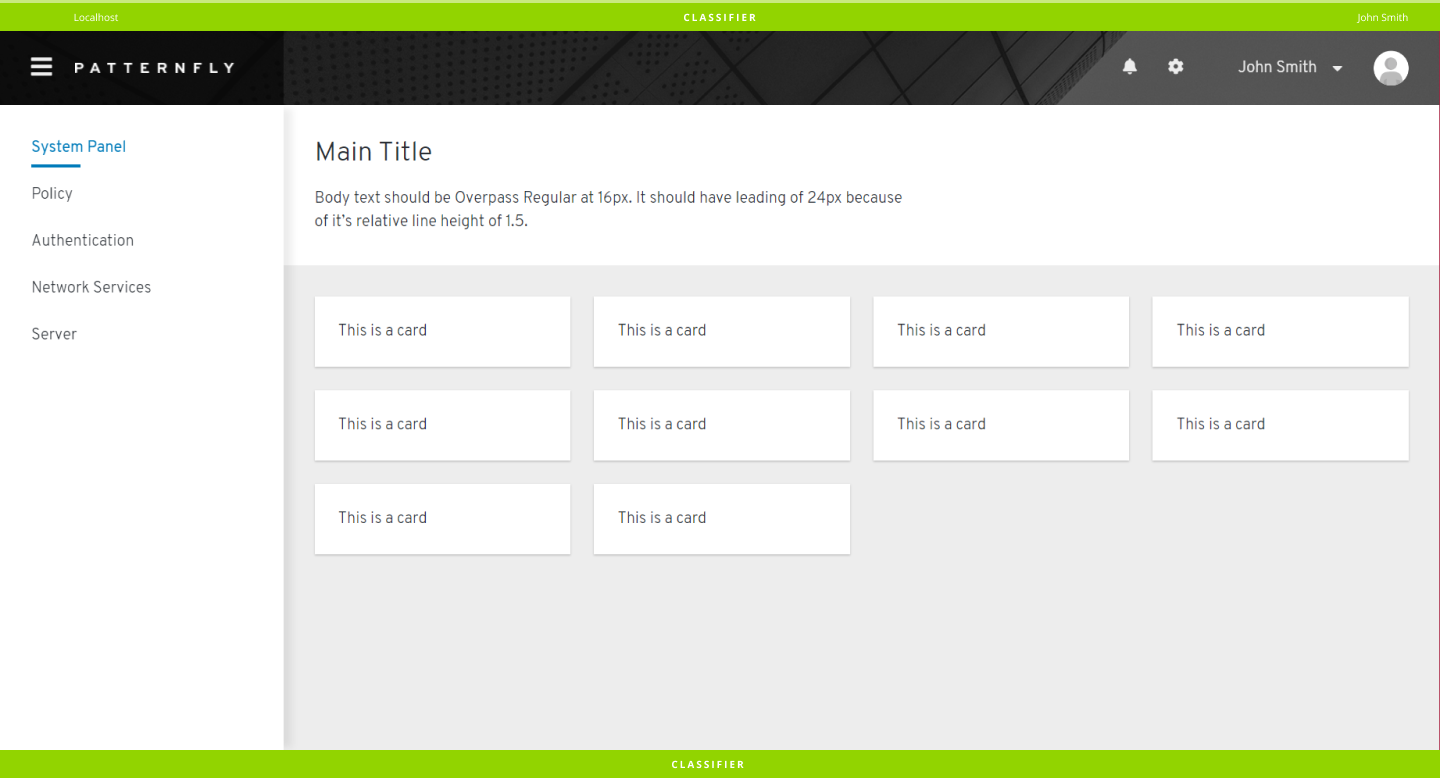 Localhost
CLASSIFIER
John Smith
PATTERNFLY
John Smith
System Panel
Policy
Authentication
Network Services
Server
Main Title
Body text should be Overpass Regular at 16px. It should have leading of 24px because
of it’s relative line height of 1.5.
This is a card
This is a card
This is a card
This is a card
This is a card
This is a card
This is a card
This is a card
This is a card
This is a card
CLASSIFIER